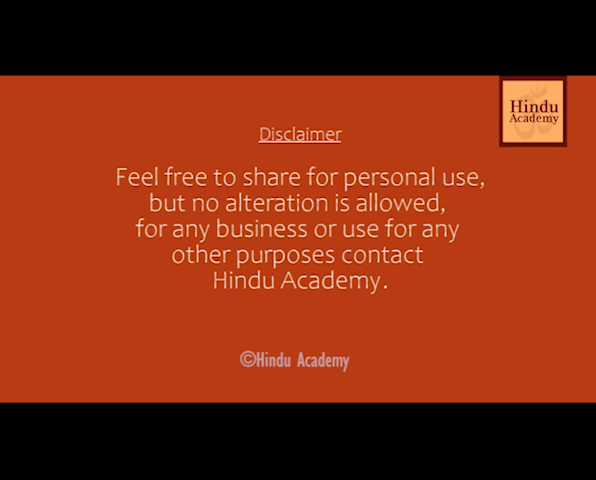 Hindu
Academy
Disclaimer
Feel free to share for personal use,
but no alteration is allowed,
for any business or use for any
other purposes contact
Hindu Academy.
©Hindu Academy